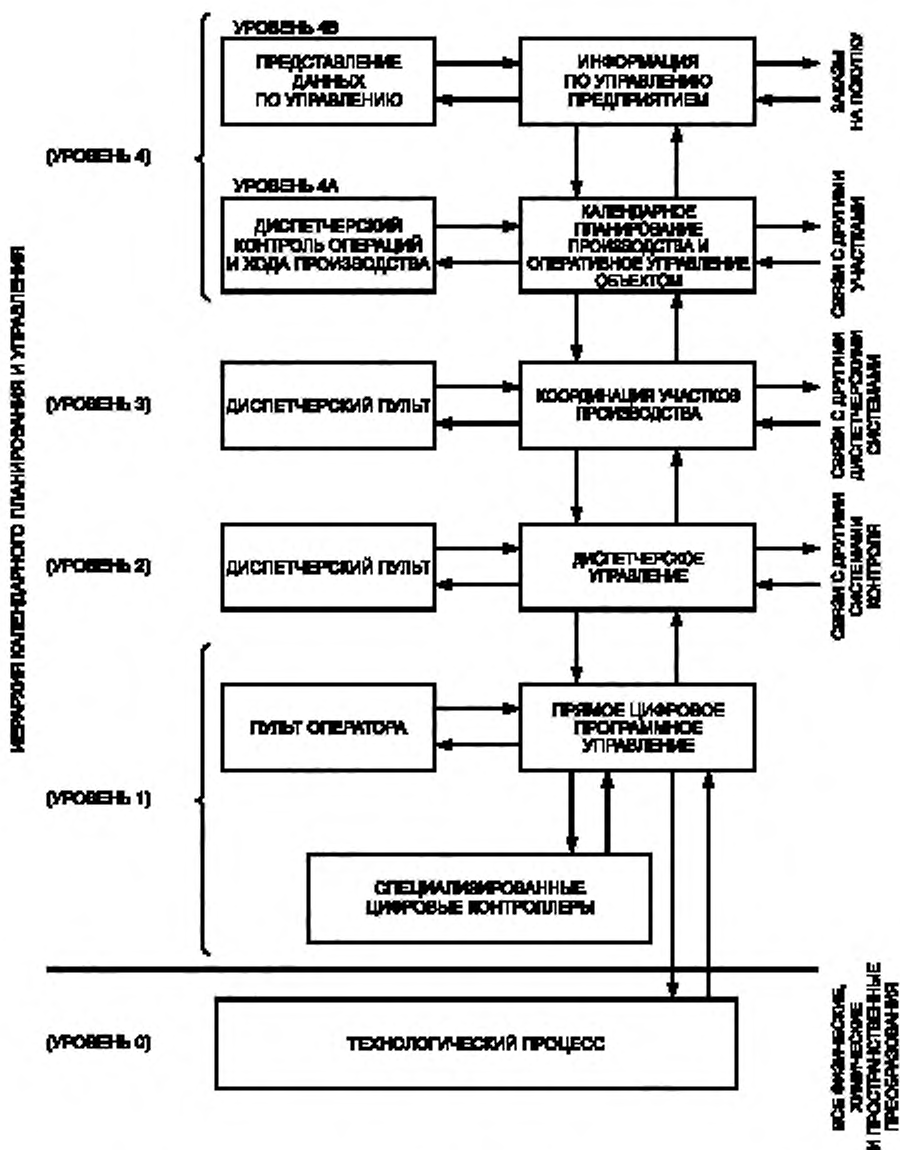 УРОВЕНЬ 4B
ПРЕДСТАВЛЕНИЕ
ДАННЫХ
ПО УПРАВЛЕНИЮ
ИНФОРМАЦИЯ
ПО УПРАВЛЕНИЮ
ПРЕДПРИЯТИЕМ
ЗАКАЗЫ
НА ПОКУПКУ
(УРОВЕНЬ 4)
УРОВЕНЬ 4A
ДИСПЕТЧЕРСКИЙ
КОНТРОЛЬ ОПЕРАЦИЙ
И ХОДА ПРОИЗВОДСТВА
КАЛЕНДАРНОЕ
ПЛАНИРОВАНИЕ
ПРОИЗВОДСТВА И
ОПЕРАТИВНОЕ УПРАВЛЕНИЕ
ОБЪЕКТОМ
СВЯЗИ С ДРУГИМИ
УЧАСТКАМИ
ИЕРАРХИЯ КАЛЕНДАРНОГО ПЛАНИРОВАНИЯ И УПРАВЛЕНИЯ
(УРОВЕНЬ 3)
ДИСПЕТЧЕРСКИЙ ПУЛЬТ
КООРДИНАЦИЯ УЧАСТКОВ
ПРОИЗВОДСТВА
СВЯЗИ С ДРУГИМИ
ДИСПЕТЧЕРСКИМИ
СИСТЕМАМИ
(УРОВЕНЬ 2)
ДИСПЕТЧЕРСКИЙ ПУЛЬТ
ДИСПЕТЧЕРСКОЕ
УПРАВЛЕНИЕ
СВЯЗИ С ДРУГИМИ
СИСТЕМАМИ
КОНТРОЛЯ
ПУЛЬТ ОПЕРАТОРА
ПРЯМОЕ ЦИФРОВОЕ
ПРОГРАММНОЕ
УПРАВЛЕНИЕ
(УРОВЕНЬ 1)
СПЕЦИАЛИЗИРОВАННЫЕ
ЦИФРОВЫЕ КОНТРОЛЛЕРЫ
(УРОВЕНЬ 0)
ТЕХНОЛОГИЧЕСКИЙ ПРОЦЕСС
ВСЕ ФИЗИЧЕСКИЕ,
ХИМИЧЕСКИЕ
И ПРОСТРАНСТВЕННЫЕ
ПРЕОБРАЗОВАНИЯ